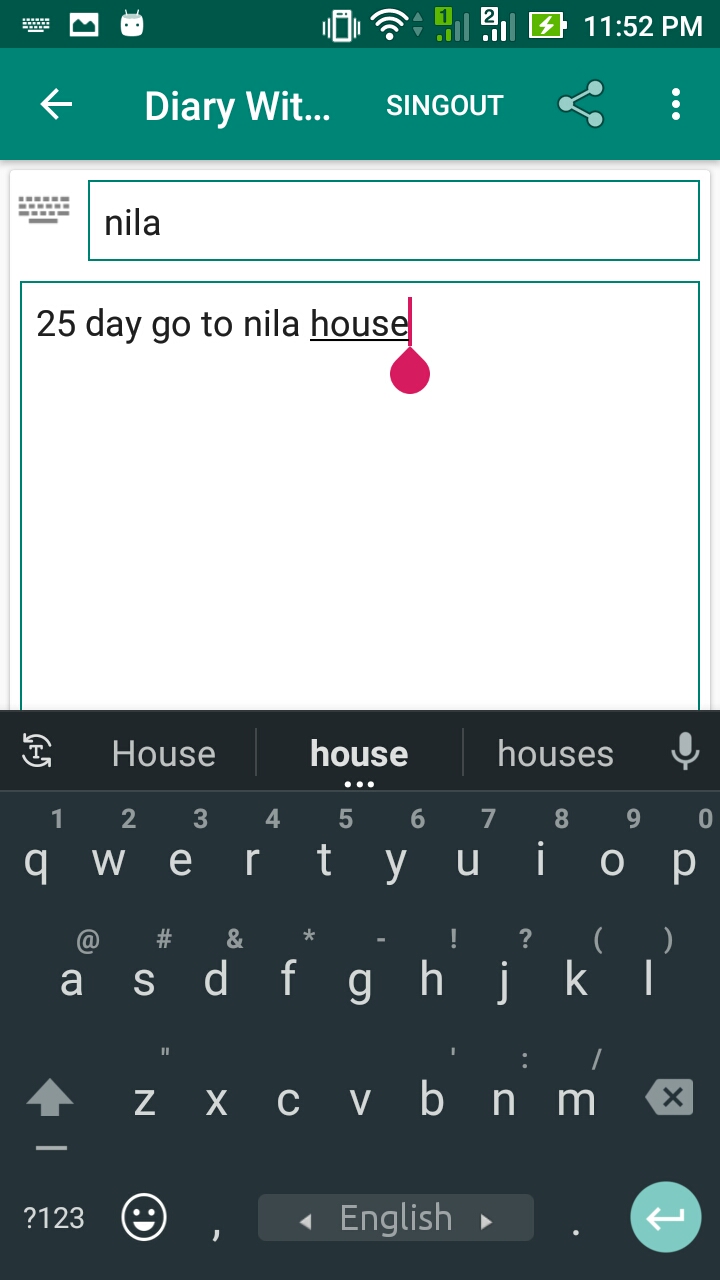 1 2 11:52 PM
Diary Wit... SINGOUT
nila
25 day go to nila house
House house houses
1 2 3 4 5 6 7 8 9 0
q w e r t y u i o p
@ # & * - ! ? ( )
a s d f g h j k l
" ' : /
z x c v b n m
?123 , English .